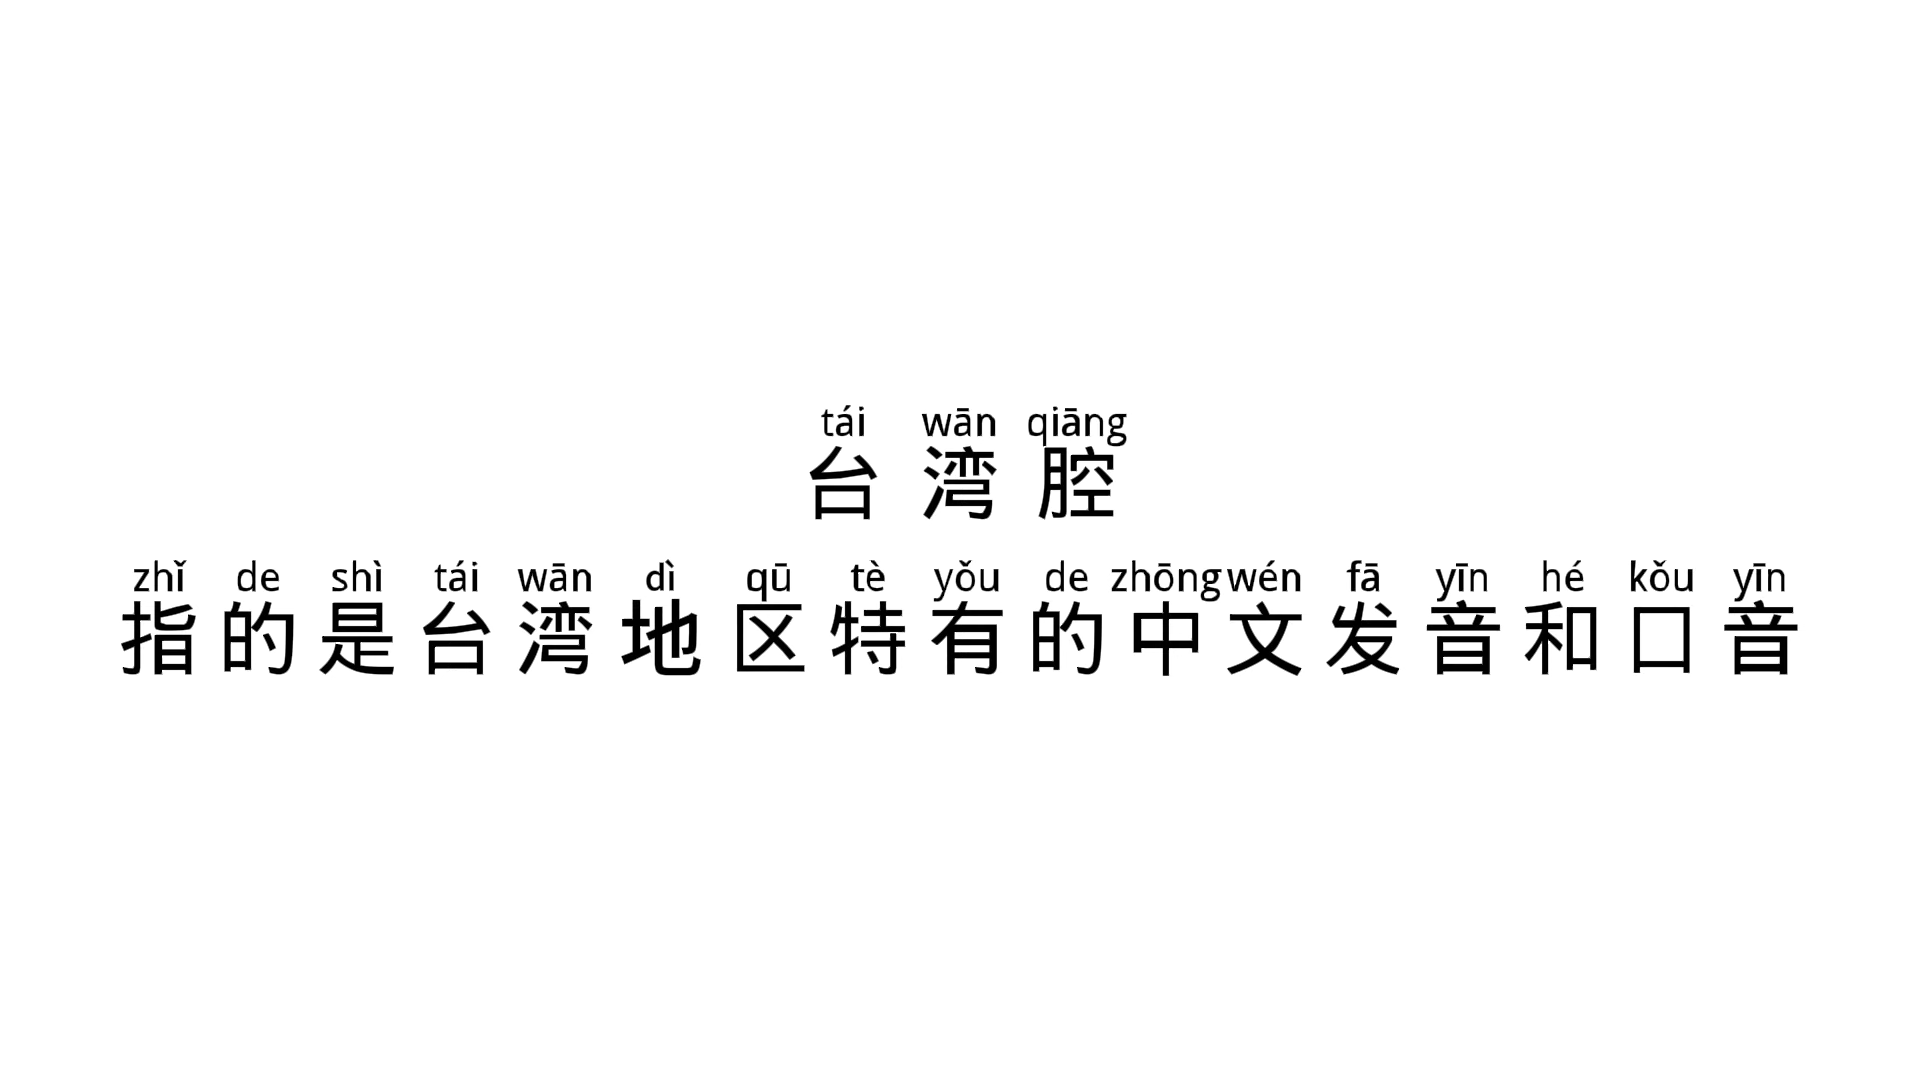 tái wān qiāng
台湾腔
zhǐ de shì tái wān dì qū tè yǒu de zhōng wén fā yīn hé kǒu yīn
指的是台湾地区特有的中文发音和口音